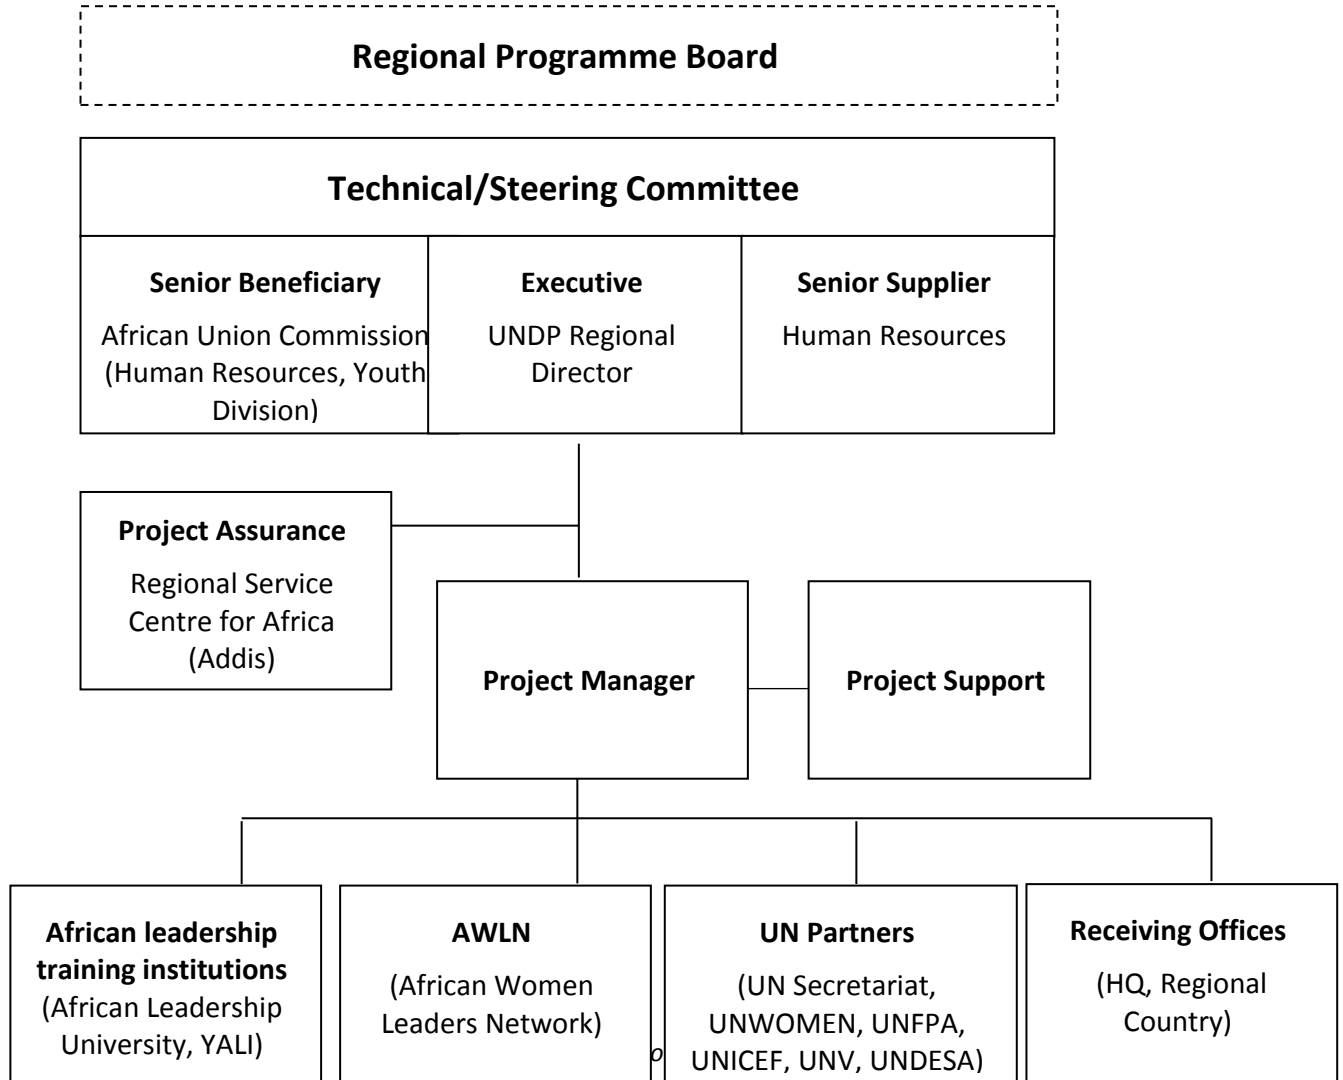 Regional Programme Board
Technical/Steering Committee
Senior Beneficiary
African Union Commission
(Human Resources, Youth
Division)
Executive
UNDP Regional
Director
Senior Supplier
Human Resources
Project Assurance
Regional Service
Centre for Africa
(Addis)
Project Manager
Project Support
African leadership
training institutions
(African Leadership
University, YALI)
AWLN
(African Women
Leaders Network)
UN Partners
(UN Secretariat,
UNWOMEN, UNFPA,
UNICEF, UNV, UNDESA)
Receiving Offices
(HQ, Regional
Country)